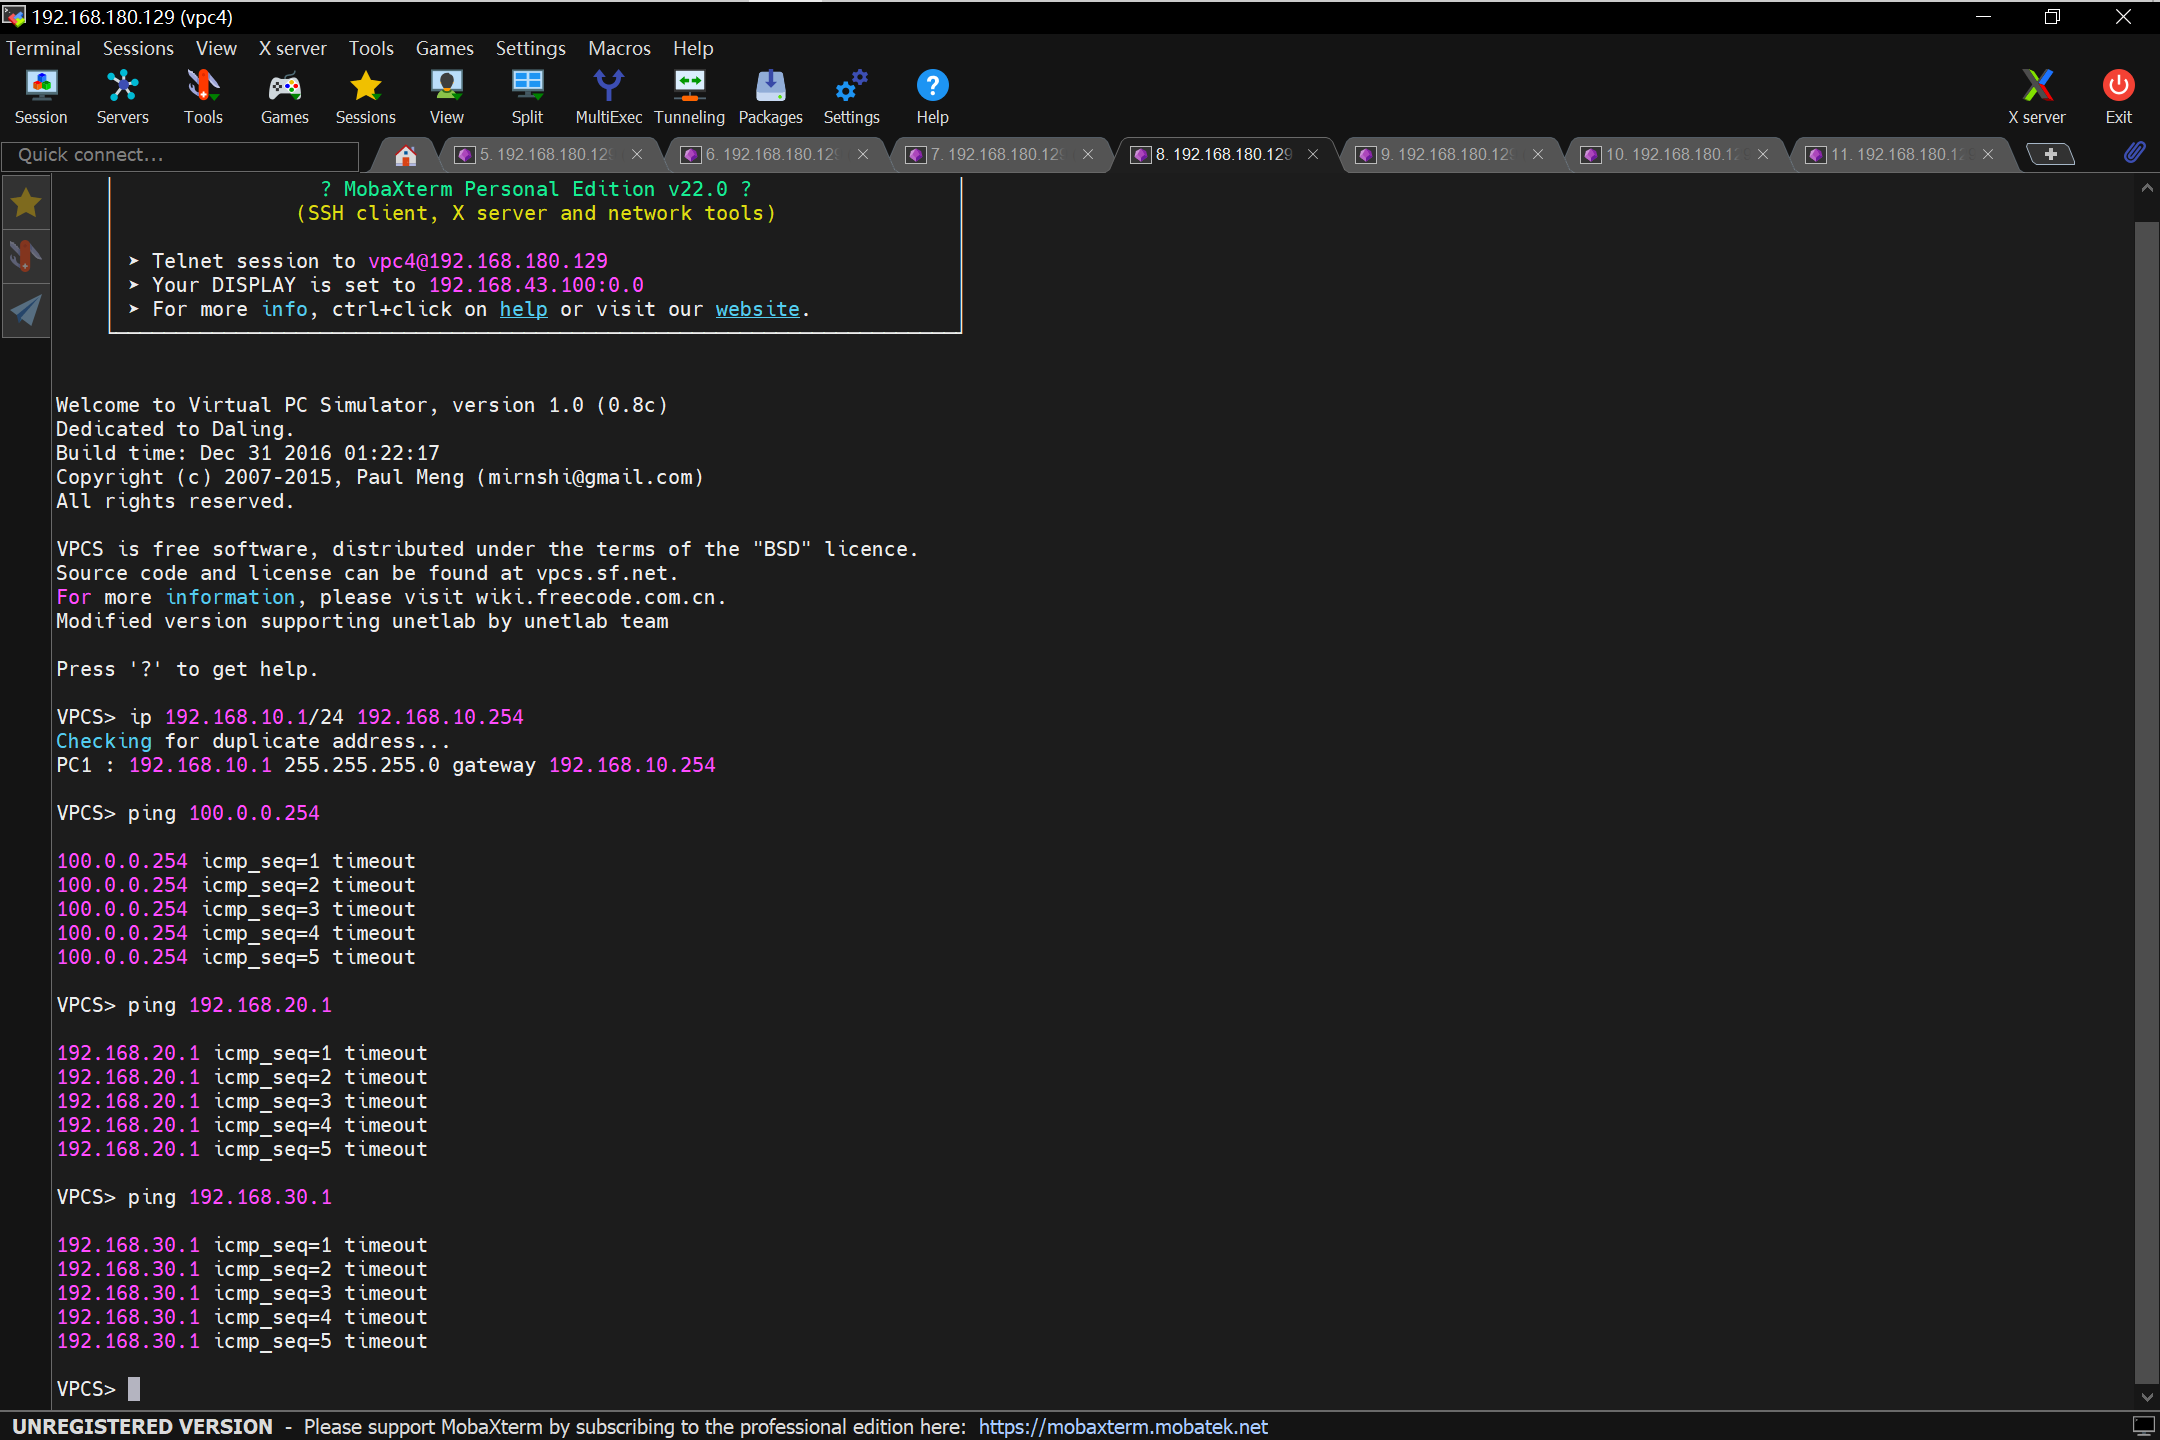 192.168.180.129 (vpc4)
Terminal Sessions View X server Tools Games Settings Macros Help
Session Servers Tools Games Sessions View Split MultiExec Tunneling Packages Settings Help X server Exit
Quick connect... 5. 192.168.180.129 6. 192.168.180.129 7. 192.168.180.129 8. 192.168.180.129 9. 192.168.180.129 10. 192.168.180.12 11. 192.168.180.12
? MobaXterm Personal Edition v22.0 ?
(SSH client, X server and network tools)
➤ Telnet session to vpc4@192.168.180.129
➤ Your DISPLAY is set to 192.168.43.100:0.0
➤ For more info, ctrl+click on help or visit our website.
Welcome to Virtual PC Simulator, version 1.0 (0.8c)
Dedicated to Daling.
Build time: Dec 31 2016 01:22:17
Copyright (c) 2007-2015, Paul Meng (mirnshi@gmail.com)
All rights reserved.
VPCS is free software, distributed under the terms of the "BSD" licence.
Source code and license can be found at vpcs.sf.net.
For more information, please visit wiki.freecode.com.cn.
Modified version supporting unetlab by unetlab team
Press '?' to get help.
VPCS> ip 192.168.10.1/24 192.168.10.254
Checking for duplicate address...
PC1 : 192.168.10.1 255.255.255.0 gateway 192.168.10.254
VPCS> ping 100.0.0.254
100.0.0.254 icmp_seq=1 timeout
100.0.0.254 icmp_seq=2 timeout
100.0.0.254 icmp_seq=3 timeout
100.0.0.254 icmp_seq=4 timeout
100.0.0.254 icmp_seq=5 timeout
VPCS> ping 192.168.20.1
192.168.20.1 icmp_seq=1 timeout
192.168.20.1 icmp_seq=2 timeout
192.168.20.1 icmp_seq=3 timeout
192.168.20.1 icmp_seq=4 timeout
192.168.20.1 icmp_seq=5 timeout
VPCS> ping 192.168.30.1
192.168.30.1 icmp_seq=1 timeout
192.168.30.1 icmp_seq=2 timeout
192.168.30.1 icmp_seq=3 timeout
192.168.30.1 icmp_seq=4 timeout
192.168.30.1 icmp_seq=5 timeout
VPCS>
UNREGISTERED VERSION - Please support MobaXterm by subscribing to the professional edition here: https://mobaxterm.mobatek.net